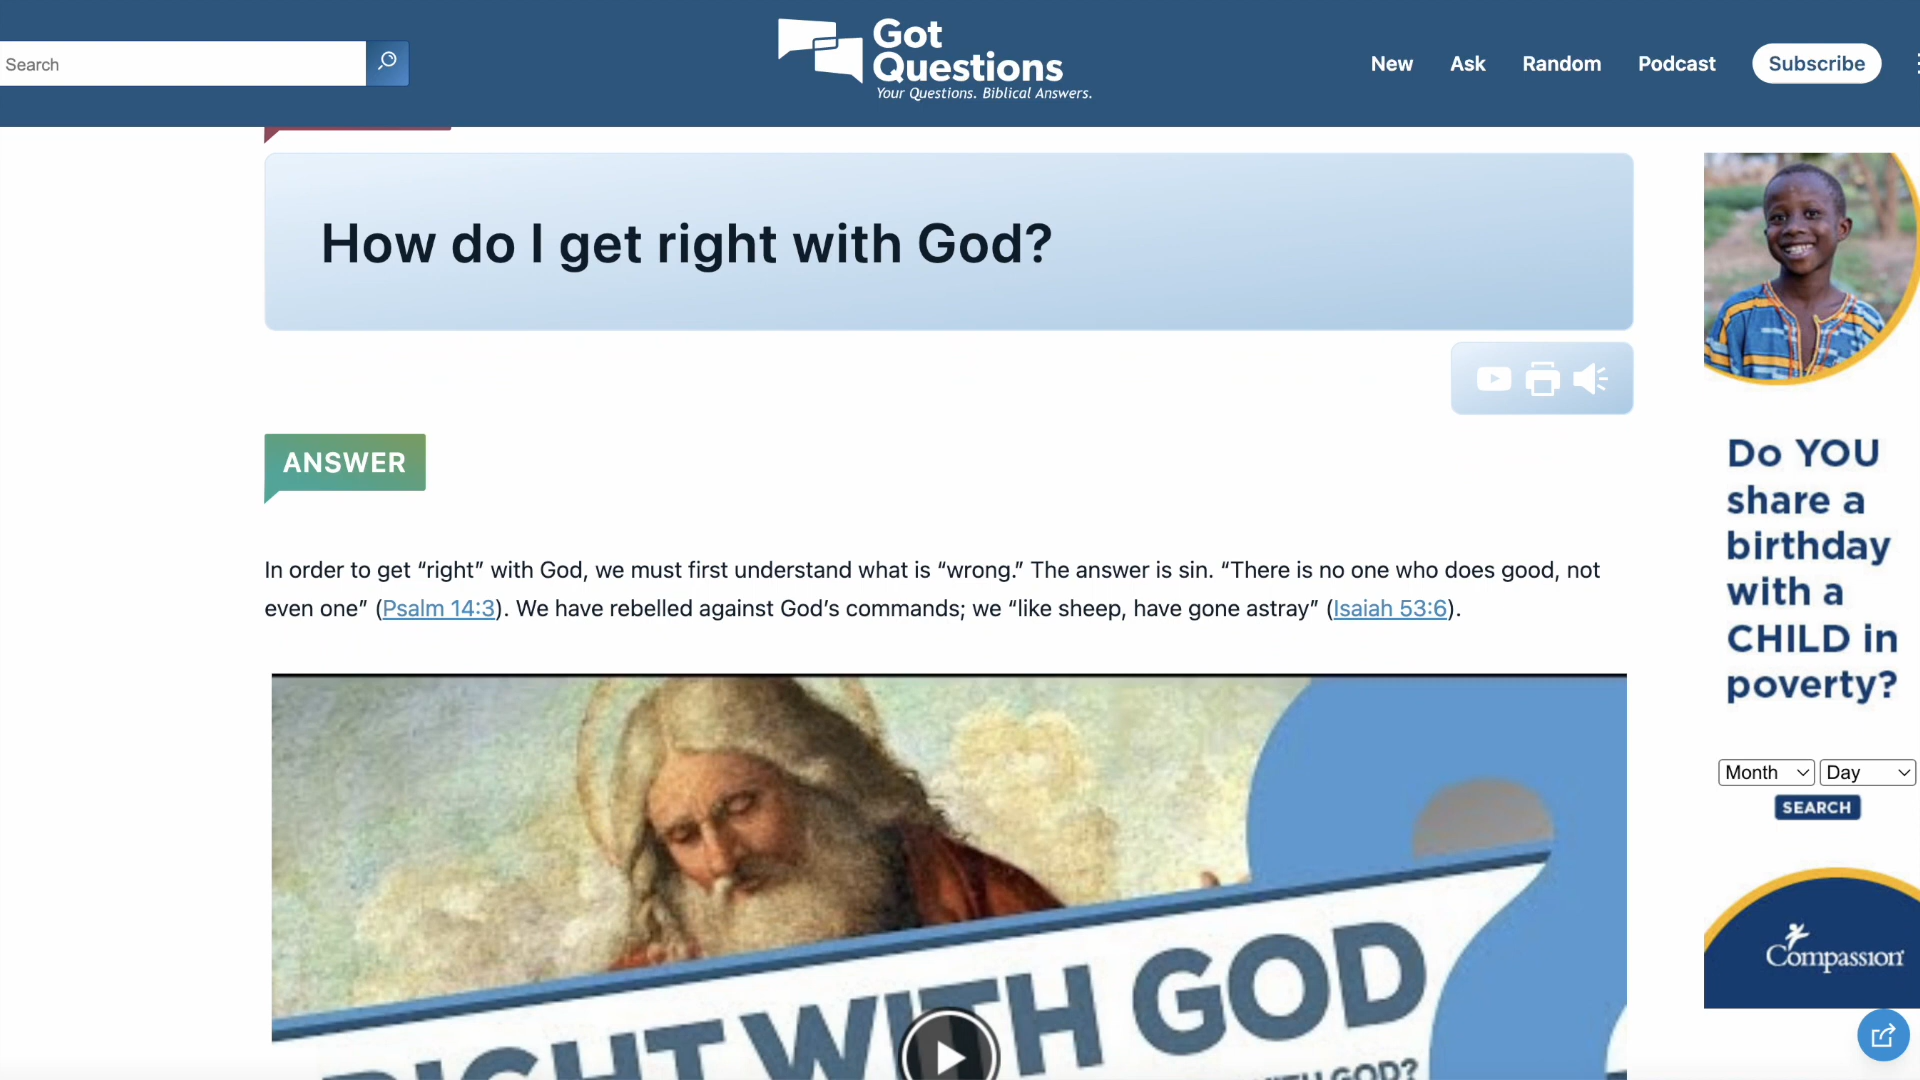 Search
Got
Questions
Your Questions. Biblical Answers.
New
Ask
Random
Podcast
Subscribe
How do I get right with God?
ANSWER
In order to get “right” with God, we must first understand what is “wrong.” The answer is sin. “There is no one who does good, not
even one” (Psalm 14:3). We have rebelled against God’s commands; we “like sheep, have gone astray” (Isaiah 53:6).
RIGHT WITH GOD
WITH GOD?
Do YOU
share a
birthday
with a
CHILD in
poverty?
Month
Day
SEARCH
Compassion